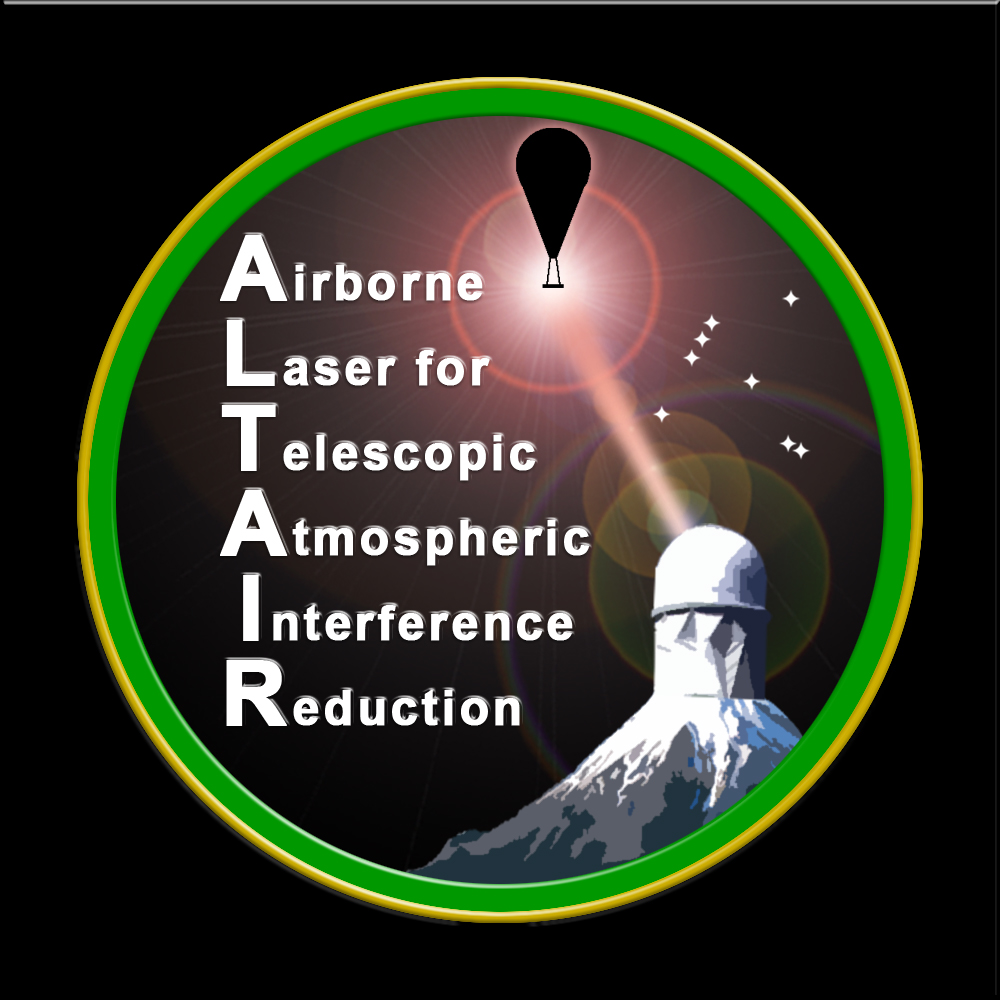 Airborne
Laser for
Telescopic
Atmospheric
Interference
Reduction